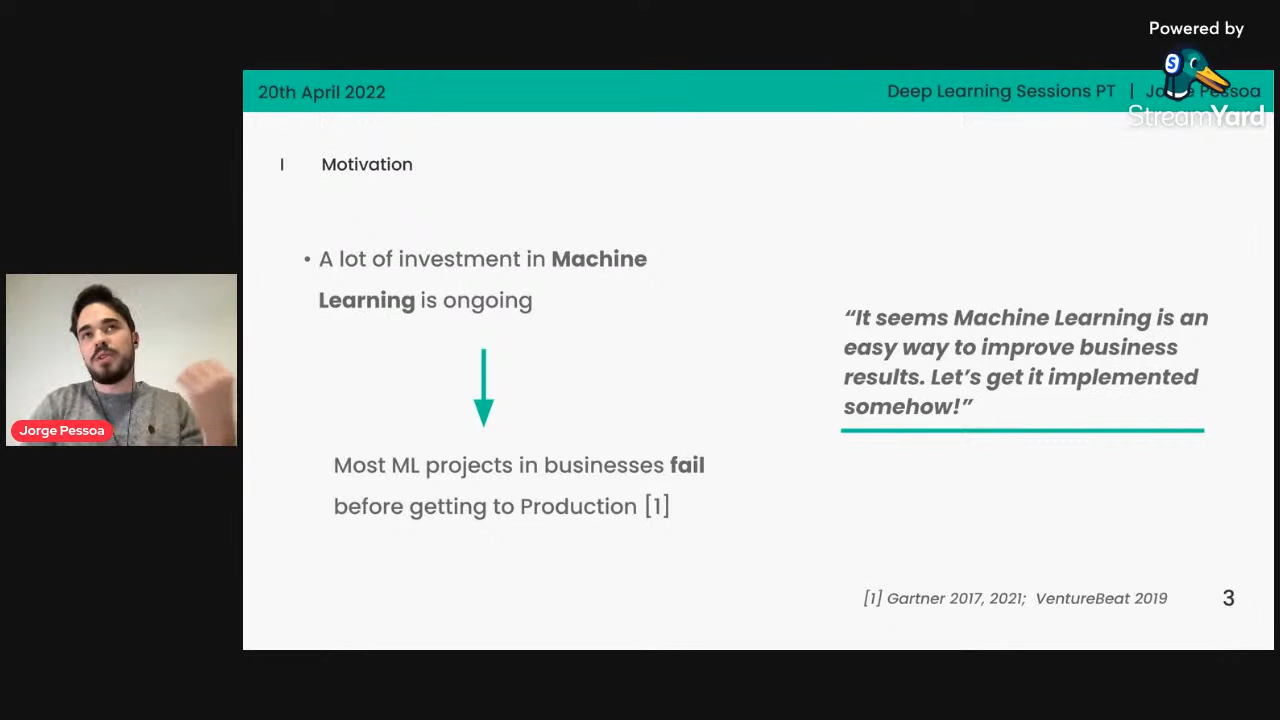 Powered by
StreamYard
20th April 2022
Deep Learning Sessions PT | Jorge Pessoa
I Motivation
• A lot of investment in Machine
Learning is ongoing
Most ML projects in businesses fail
before getting to Production [1]
“It seems Machine Learning is an
easy way to improve business
results. Let’s get it implemented
somehow!”
[1] Gartner 2017, 2021; VentureBeat 2019
3
Jorge Pessoa